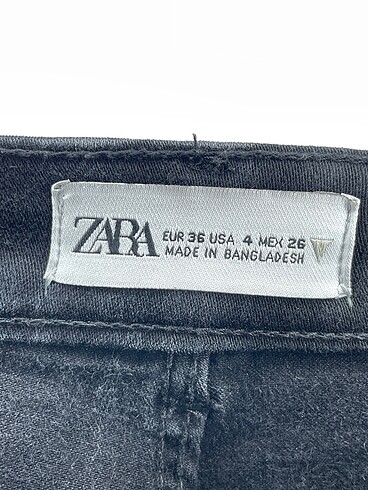 ZARA
EUR 36 USA 4 MEX 26
MADE IN BANGLADESH